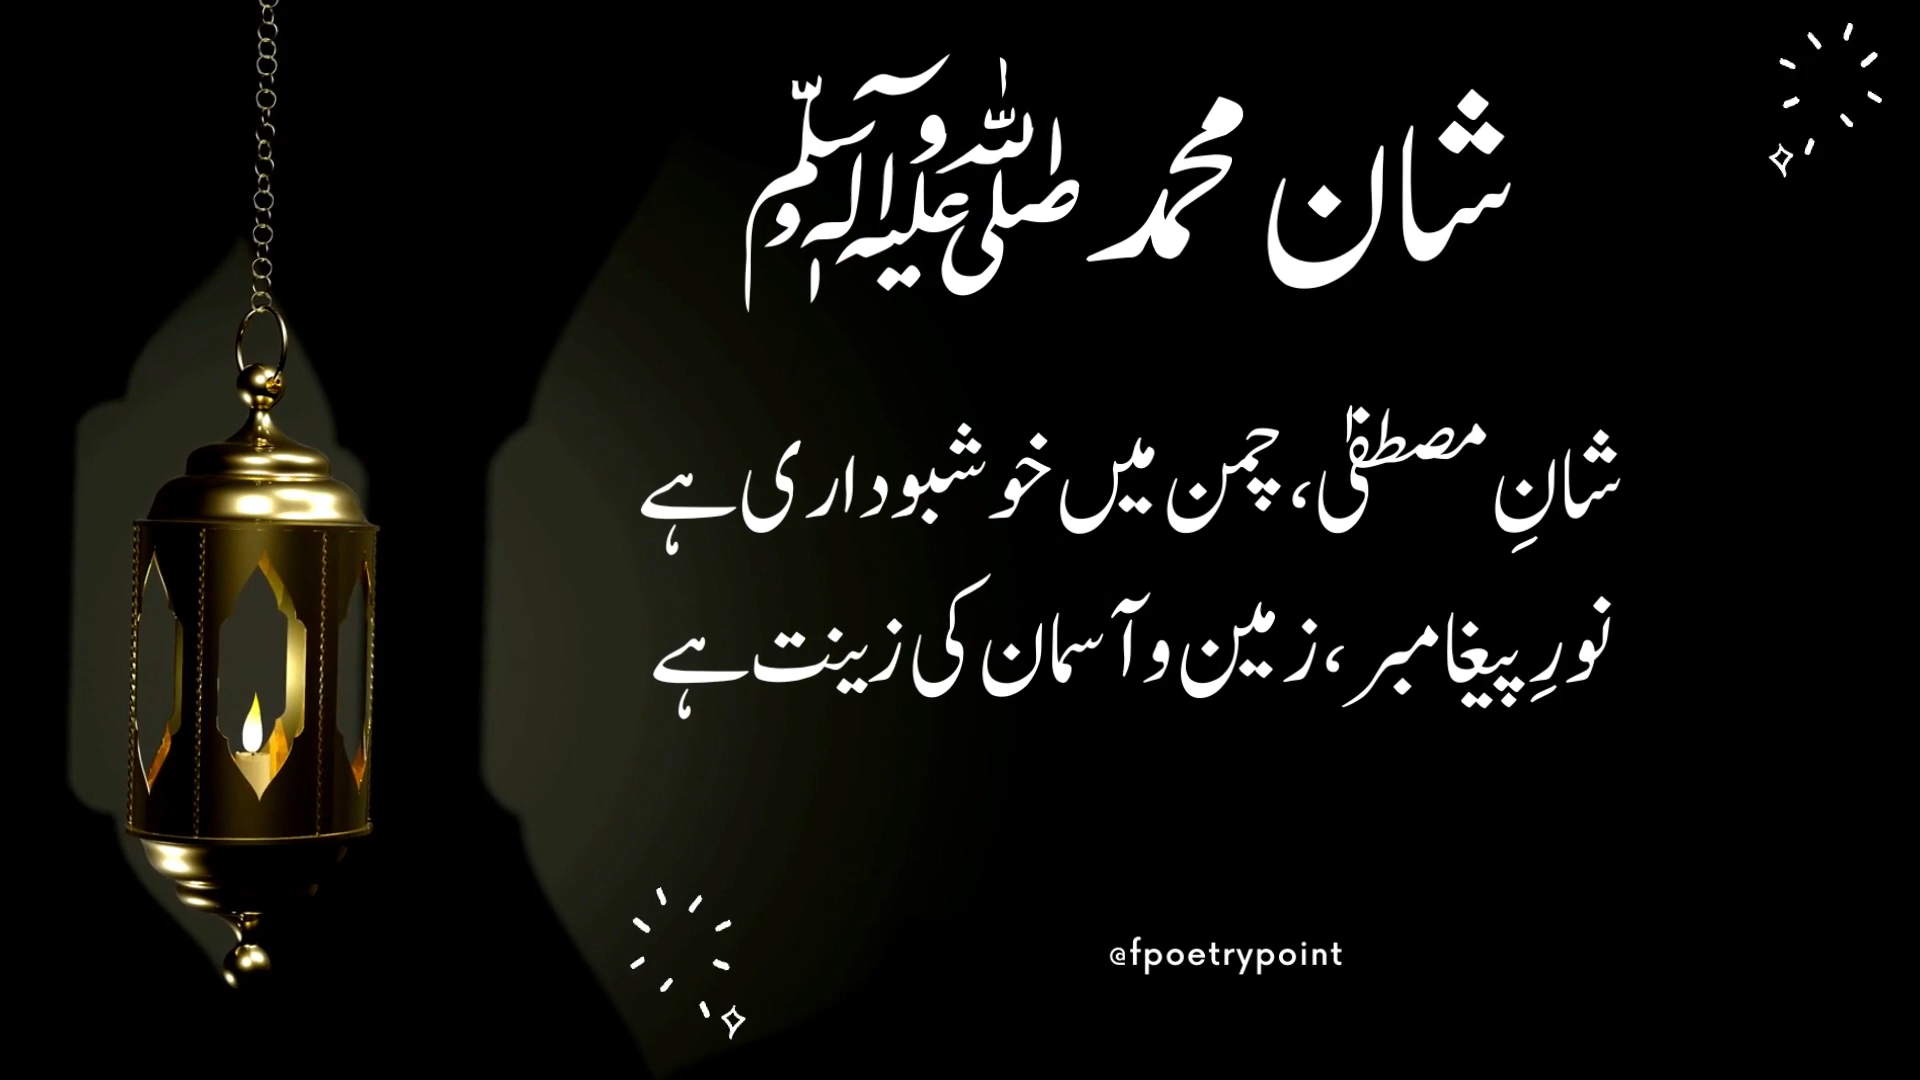 شان محمد صلی اللہ علیہ وآلہ وسلم
شانِ مصطفٰی، چمن میں خوشبوداری ہے
نورِ پیغامبر، زمین و آسمان کی زینت ہے
@fpoetrypoint